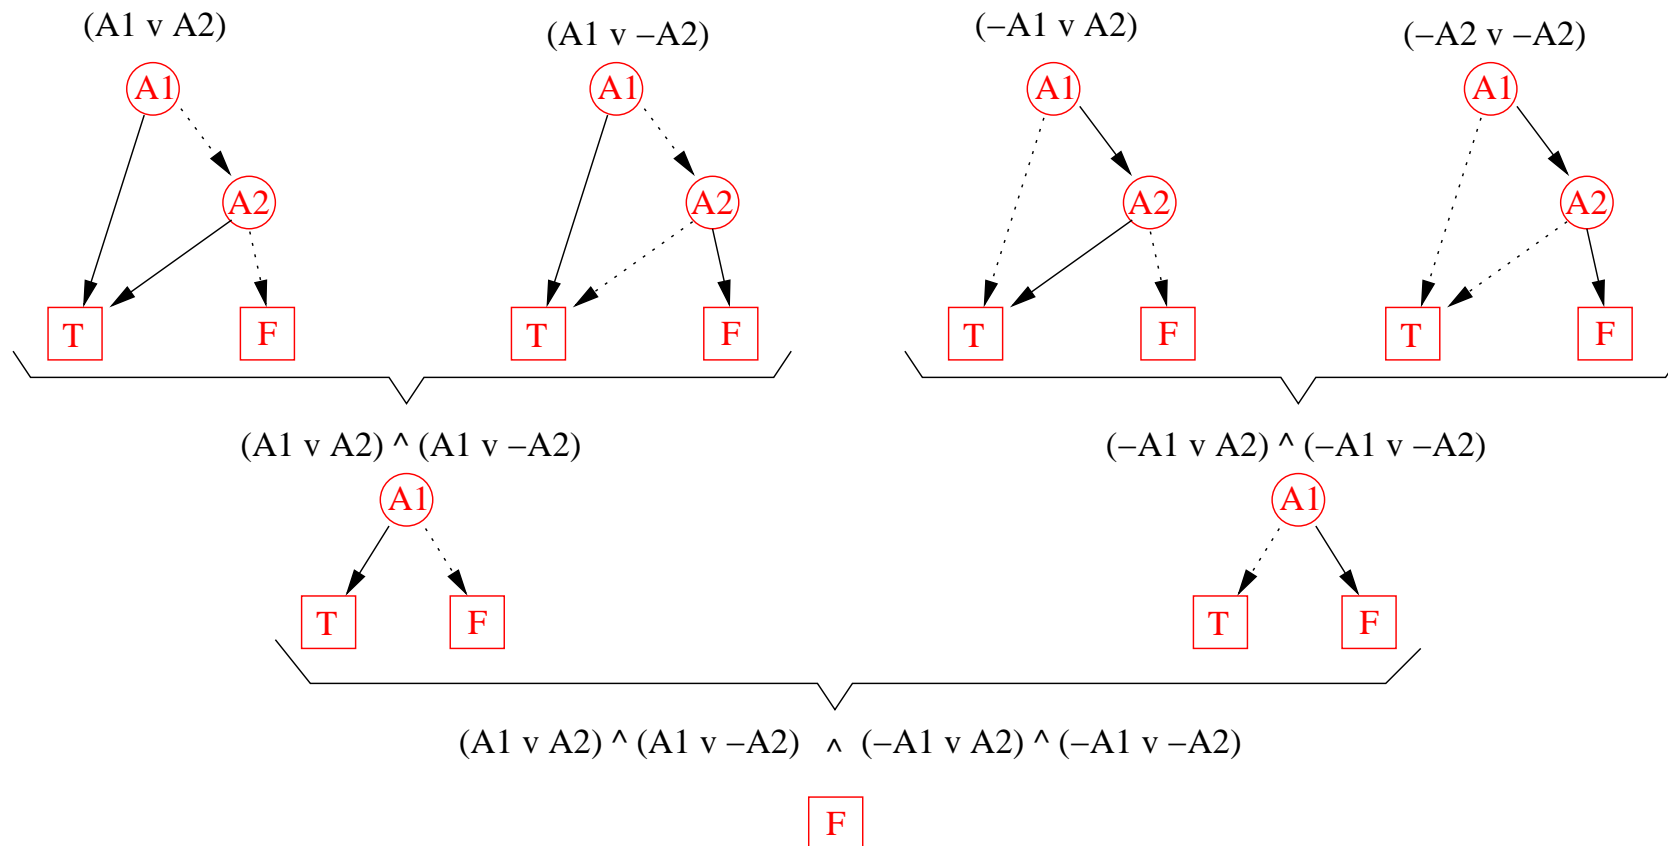 (A1 v A2)
(A1 v −A2)
(−A1 v A2)
(−A2 v −A2)
A1
A1
A1
A1
A2
A2
A2
A2
T
F
T
F
T
F
T
F
(A1 v A2) ^ (A1 v −A2)
(−A1 v A2) ^ (−A1 v −A2)
A1
A1
T
F
T
F
(A1 v A2) ^ (A1 v −A2) ^ (−A1 v A2) ^ (−A1 v −A2)
F